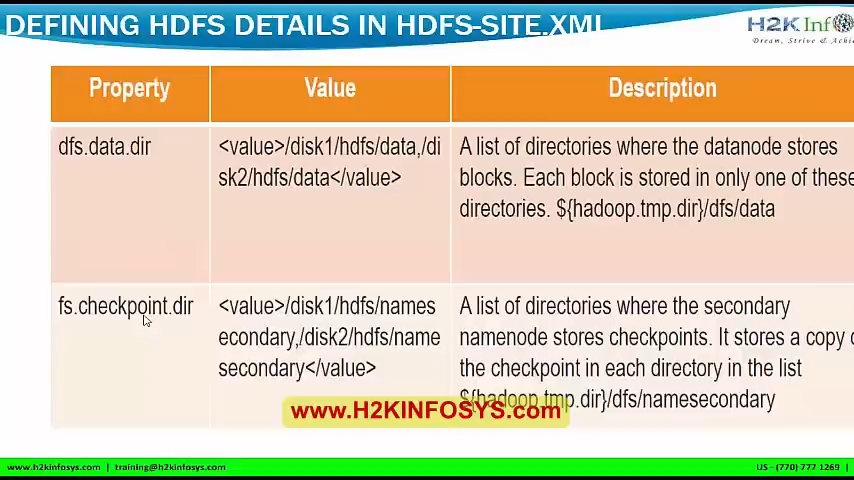 DEFINING HDFS DETAILS IN HDFS-SITE.XML
H2K Inf
Dream, Strive & Achi
Property Value Description
dfs.data.dir <value>/disk1/hdfs/data,/di A list of directories where the datanode stores
sk2/hdfs/data</value> blocks. Each block is stored in only one of these
directories. ${hadoop.tmp.dir}/dfs/data
fs.checkpoint.dir <value>/disk1/hdfs/names A list of directories where the secondary
econdary,/disk2/hdfs/name namenode stores checkpoints. It stores a copy o
secondary</value> the checkpoint in each directory in the list
${hadoop.tmp.dir}/dfs/namesecondary
www.H2KINFOSYS.com
www.h2kinfosys.com | training@h2kinfosys.com US - (770) 777 1269 |